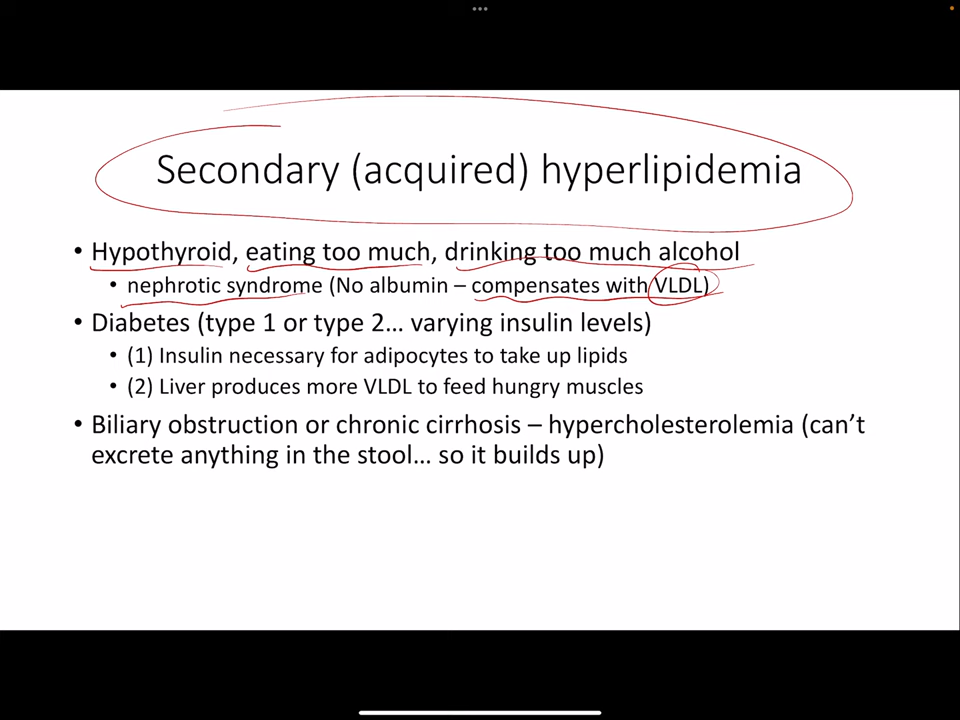 Secondary (acquired) hyperlipidemia
• Hypothyroid, eating too much, drinking too much alcohol
• nephrotic syndrome (No albumin – compensates with VLDL)
• Diabetes (type 1 or type 2… varying insulin levels)
• (1) Insulin necessary for adipocytes to take up lipids
• (2) Liver produces more VLDL to feed hungry muscles
• Biliary obstruction or chronic cirrhosis – hypercholesterolemia (can’t
excrete anything in the stool… so it builds up)